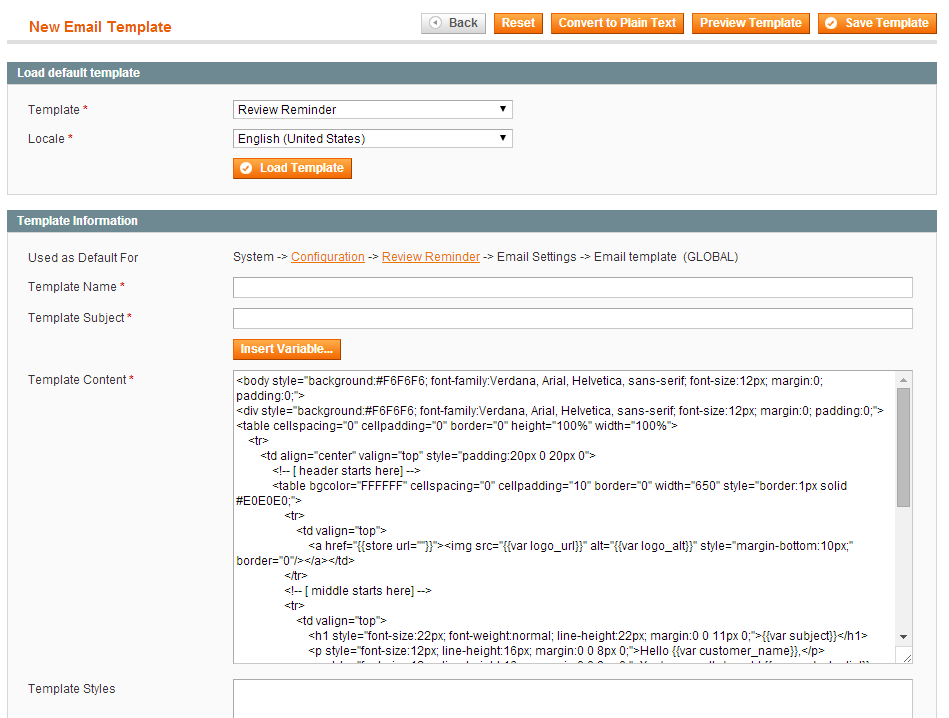 New Email Template
Back
Reset
Convert to Plain Text
Preview Template
Save Template
Load default template
Template *
Review Reminder
Locale *
English (United States)
Load Template
Template Information
Used as Default For
System -> Configuration -> Review Reminder -> Email Settings -> Email template (GLOBAL)
Template Name *
Template Subject *
Insert Variable...
Template Content *
<body style="background:#F6F6F6; font-family:Verdana, Arial, Helvetica, sans-serif; font-size:12px; margin:0;
padding:0;">
<div style="background:#F6F6F6; font-family:Verdana, Arial, Helvetica, sans-serif; font-size:12px; margin:0; padding:0;">
<table cellspacing="0" cellpadding="0" border="0" height="100%" width="100%">
<tr>
<td align="center" valign="top" style="padding:20px 0 20px 0">
<!-- [ header starts here] -->
<table bgcolor="FFFFFF" cellspacing="0" cellpadding="10" border="0" width="650" style="border:1px solid
#E0E0E0;">
<tr>
<td valign="top">
<a href="{{store url=""}}"><img src="{{var logo_url}}" alt="{{var logo_alt}}" style="margin-bottom:10px;"
border="0"/></a></td>
</tr>
<!-- [ middle starts here] -->
<tr>
<td valign="top">
<h1 style="font-size:22px; font-weight:normal; line-height:22px; margin:0 0 11px 0;">{{var subject}}</h1>
<p style="font-size:12px; line-height:16px; margin:0 0 8px 0;">Hello {{var customer_name}},</p>
Template Styles